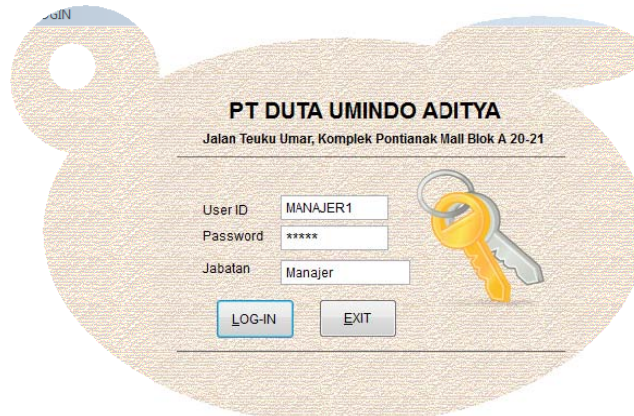 OGIN
PT DUTA UMINDO ADITYA
Jalan Teuku Umar, Komplek Pontianak Mall Blok A 20-21
User ID MANAJER1
Password *****
Jabatan Manajer
LOG-IN EXIT